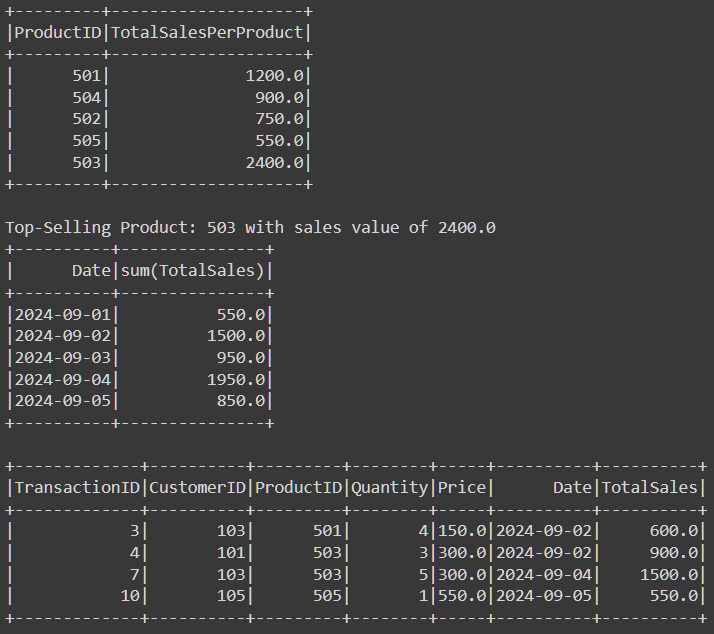 +---------+--------------------+
|ProductID|TotalSalesPerProduct|
+---------+--------------------+
|      501|              1200.0|
|      504|               900.0|
|      502|               750.0|
|      505|               550.0|
|      503|              2400.0|
+---------+--------------------+

Top-Selling Product: 503 with sales value of 2400.0
+----------+---------------+
|      Date|sum(TotalSales)|
+----------+---------------+
|2024-09-01|          550.0|
|2024-09-02|         1500.0|
|2024-09-03|          950.0|
|2024-09-04|         1950.0|
|2024-09-05|          850.0|
+----------+---------------+

+-------------+----------+---------+--------+-----+----------+----------+
|TransactionID|CustomerID|ProductID|Quantity|Price|      Date|TotalSales|
+-------------+----------+---------+--------+-----+----------+----------+
|            3|       103|      501|       4|150.0|2024-09-02|     600.0|
|            4|       101|      503|       3|300.0|2024-09-02|     900.0|
|            7|       103|      503|       5|300.0|2024-09-04|    1500.0|
|           10|       105|      505|       1|550.0|2024-09-05|     550.0|
+-------------+----------+---------+--------+-----+----------+----------+